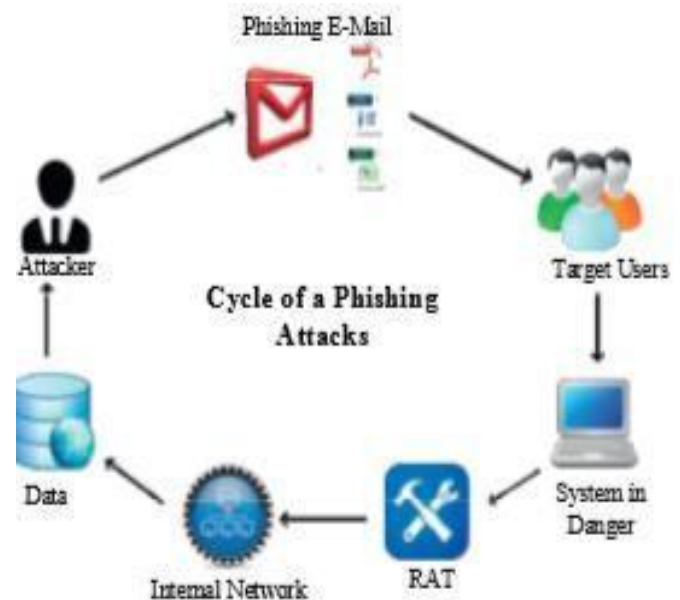 Phishing E-Mail
Attacker
Target Users
Cycle of a Phishing
Attacks
Data
System in
Danger
RAT
Internal Network